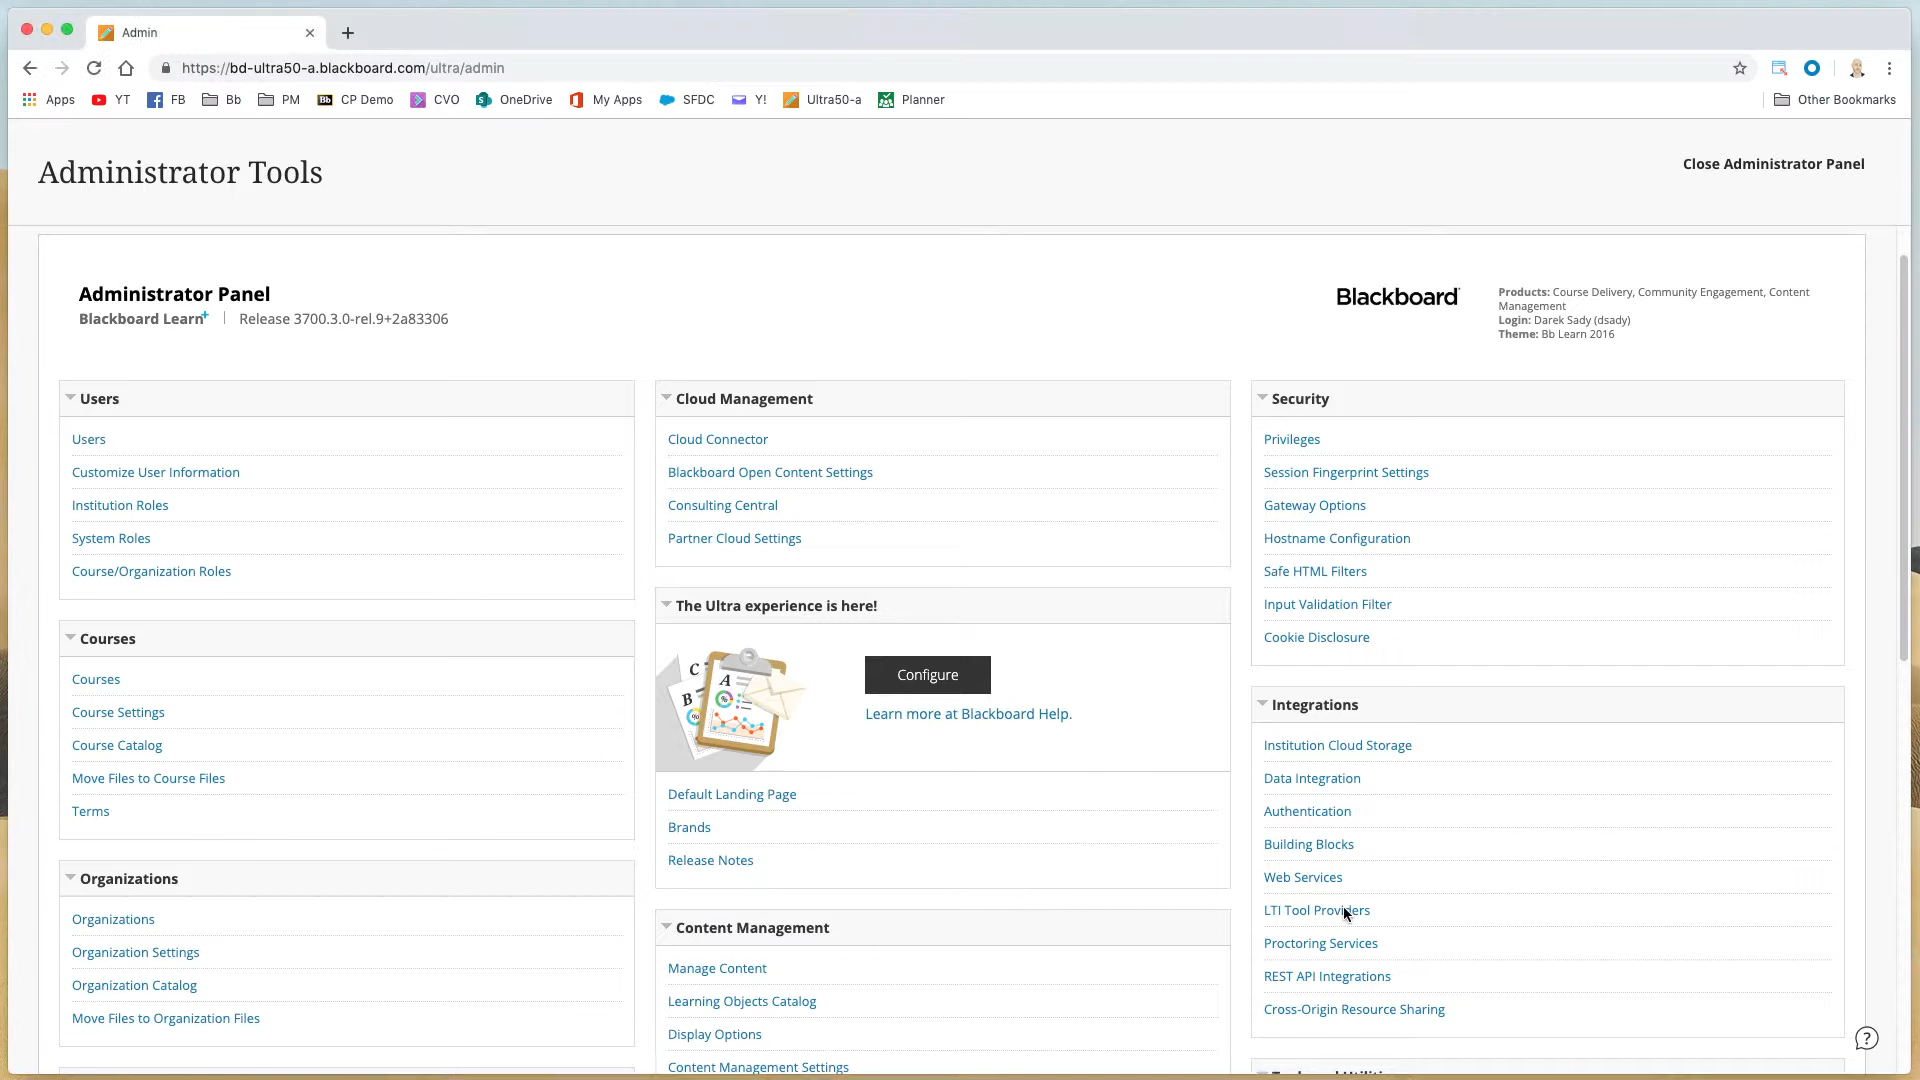 Admin
https://bd-ultra50-a.blackboard.com/ultra/admin
Apps YT FB Bb PM CP Demo CVO OneDrive My Apps SFDC Y! Ultra50-a Planner Other Bookmarks
Administrator Tools
Close Administrator Panel
Administrator Panel
Blackboard Learn+ | Release 3700.3.0-rel.9+2a83306
Blackboard
Products: Course Delivery, Community Engagement, Content
Management
Login: Darek Sady (dsady)
Theme: Bb Learn 2016
Users
Users
Customize User Information
Institution Roles
System Roles
Course/Organization Roles
Courses
Courses
Course Settings
Course Catalog
Move Files to Course Files
Terms
Organizations
Organizations
Organization Settings
Organization Catalog
Move Files to Organization Files
Cloud Management
Cloud Connector
Blackboard Open Content Settings
Consulting Central
Partner Cloud Settings
The Ultra experience is here!
C
B
A
Configure
Learn more at Blackboard Help.
Default Landing Page
Brands
Release Notes
Content Management
Manage Content
Learning Objects Catalog
Display Options
Content Management Settings
Security
Privileges
Session Fingerprint Settings
Gateway Options
Hostname Configuration
Safe HTML Filters
Input Validation Filter
Cookie Disclosure
Integrations
Institution Cloud Storage
Data Integration
Authentication
Building Blocks
Web Services
LTI Tool Providers
Proctoring Services
REST API Integrations
Cross-Origin Resource Sharing